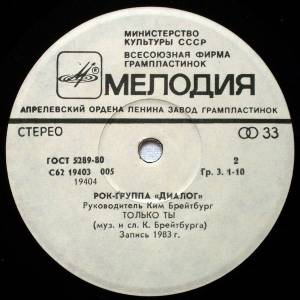 МИНИСТЕРСТВО
КУЛЬТУРЫ СССР
ВСЕСОЮЗНАЯ ФИРМА
ГРАМПЛАСТИНОК
МЕЛОДИЯ
АПРЕЛЕВСКИЙ ОРДЕНА ЛЕНИНА ЗАВОД ГРАМПЛАСТИНОК
СТЕРЕО 33
ГОСТ 5289-80 2
С62 19403 005 Гр. 3. 1-10
19404
РОК-ГРУППА «ДИАЛОГ»
Руководитель Ким Брейтбург
ТОЛЬКО ТЫ
(муз. и сл. К. Брейтбурга)
Запись 1983 г.